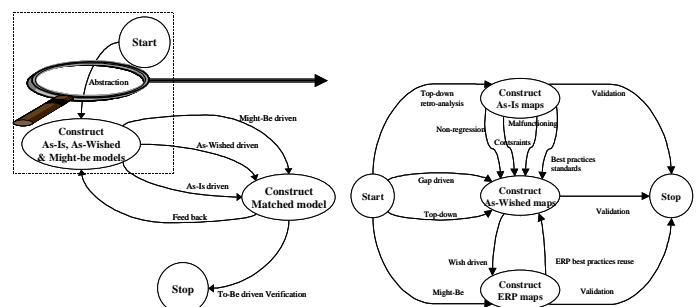 Start
Abstraction
Construct
As-Is, As-Wished
& Might-be models
Might-Be driven
As-Wished driven
As-Is driven
Feed back
Construct
Matched model
Stop
To-Be driven Verification
Top-down
retro-analysis
Construct
As-Is maps
Validation
Non-regression
Malfunctioning
Contsraints
Best practices
standards
Start
Gap driven
Top-down
Construct
As-Wished maps
Validation
Stop
Wish driven
ERP best practices reuse
Might-Be
Construct
ERP maps
Validation